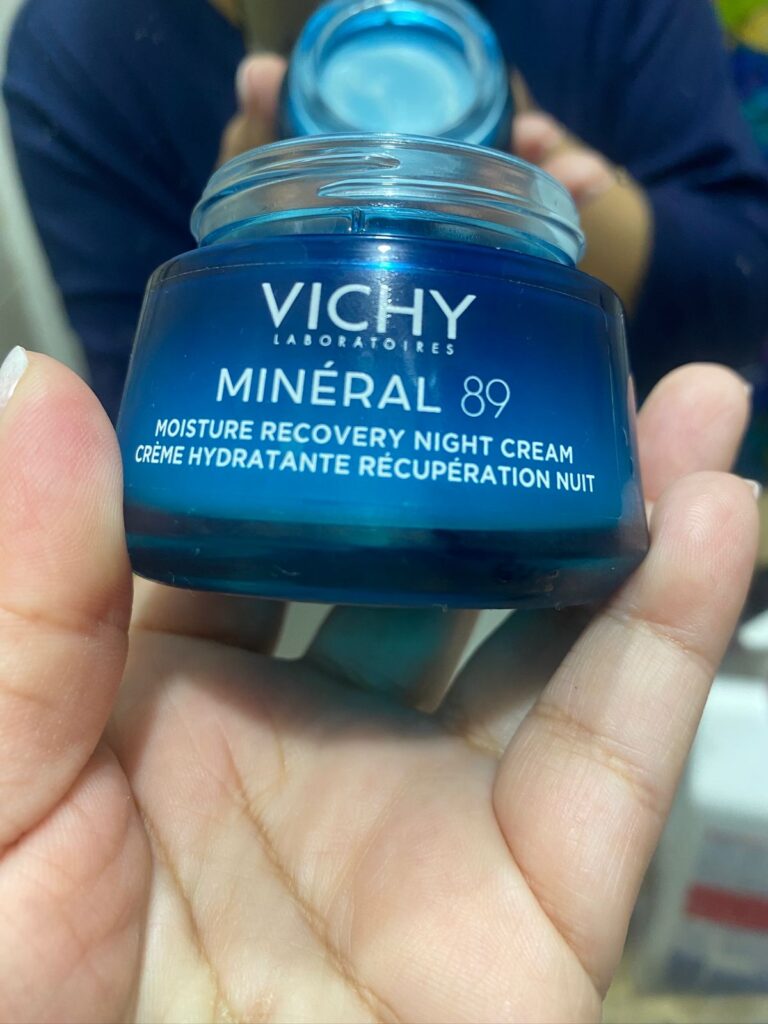 VICHY
LABORATOIRES
MINÉRAL 89
MOISTURE RECOVERY NIGHT CREAM
CRÈME HYDRATANTE RÉCUPÉRATION NUIT